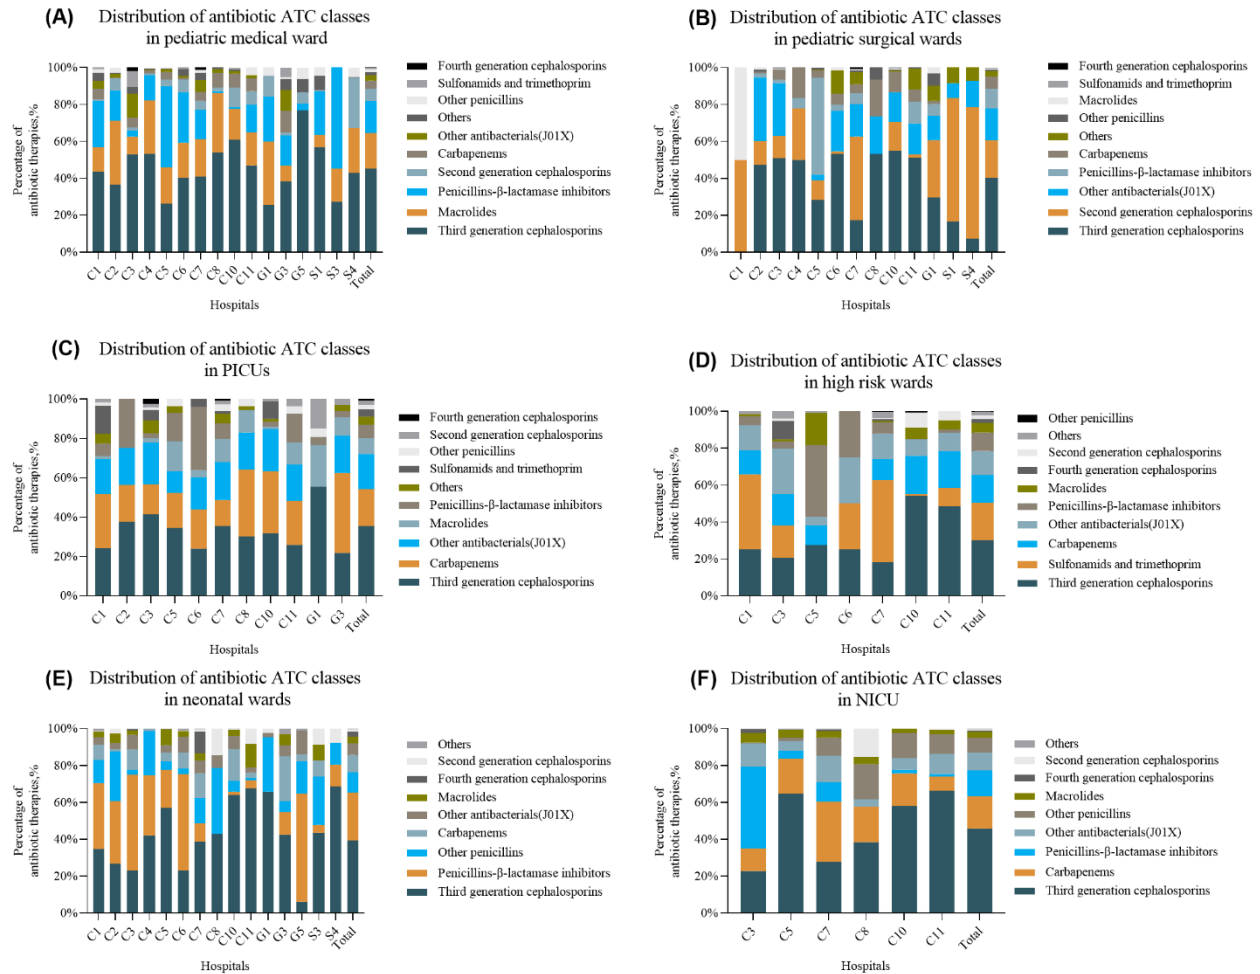 (A) Distribution of antibiotic ATC classes
in pediatric medical ward
Percentage of
antibiotic therapies,%
100%
80%
60%
40%
20%
0%
C1 C2 C3 C4 C5 C6 C7 C8 C10 C11 G1 G3 G5 S1 S3 S4 Total
Hospitals
Fourth generation cephalosporins
Sulfonamids and trimethoprim
Other penicillins
Others
Other antibacterials(J01X)
Carbapenems
Second generation cephalosporins
Penicillins-β-lactamase inhibitors
Macrolides
Third generation cephalosporins
(B) Distribution of antibiotic ATC classes
in pediatric surgical wards
Percentage of
antibiotic therapies,%
100%
80%
60%
40%
20%
0%
C1 C2 C3 C4 C5 C6 C7 C8 C10 C11 G1 S1 S4 Total
Hospitals
Fourth generation cephalosporins
Sulfonamids and trimethoprim
Macrolides
Other penicillins
Others
Carbapenems
Penicillins-β-lactamase inhibitors
Other antibacterials(J01X)
Second generation cephalosporins
Third generation cephalosporins
(C) Distribution of antibiotic ATC classes
in PICUs
Percentage of
antibiotic therapies,%
100%
80%
60%
40%
20%
0%
C1 C2 C3 C5 C6 C7 C8 C10 C11 G1 G3 Total
Hospitals
Fourth generation cephalosporins
Second generation cephalosporins
Other penicillins
Sulfonamids and trimethoprim
Others
Penicillins-β-lactamase inhibitors
Macrolides
Other antibacterials(J01X)
Carbapenems
Third generation cephalosporins
(D) Distribution of antibiotic ATC classes
in high risk wards
Percentage of
antibiotic therapies,%
100%
80%
60%
40%
20%
0%
C1 C3 C5 C6 C7 C10 C11 Total
Hospitals
Other penicillins
Others
Second generation cephalosporins
Fourth generation cephalosporins
Macrolides
Penicillins-β-lactamase inhibitors
Other antibacterials(J01X)
Carbapenems
Sulfonamids and trimethoprim
Third generation cephalosporins
(E) Distribution of antibiotic ATC classes
in neonatal wards
Percentage of
antibiotic therapies,%
100%
80%
60%
40%
20%
0%
C1 C2 C3 C4 C5 C6 C7 C8 C10 C11 G1 G3 G5 S3 S4 Total
Hospitals
Others
Second generation cephalosporins
Fourth generation cephalosporins
Macrolides
Other antibacterials(J01X)
Carbapenems
Other penicillins
Penicillins-β-lactamase inhibitors
Third generation cephalosporins
(F) Distribution of antibiotic ATC classes
in NICU
Percentage of
antibiotic therapies,%
100%
80%
60%
40%
20%
0%
C3 C5 C7 C8 C10 C11 Total
Hospitals
Others
Second generation cephalosporins
Fourth generation cephalosporins
Macrolides
Other penicillins
Other antibacterials(J01X)
Penicillins-β-lactamase inhibitors
Carbapenems
Third generation cephalosporins